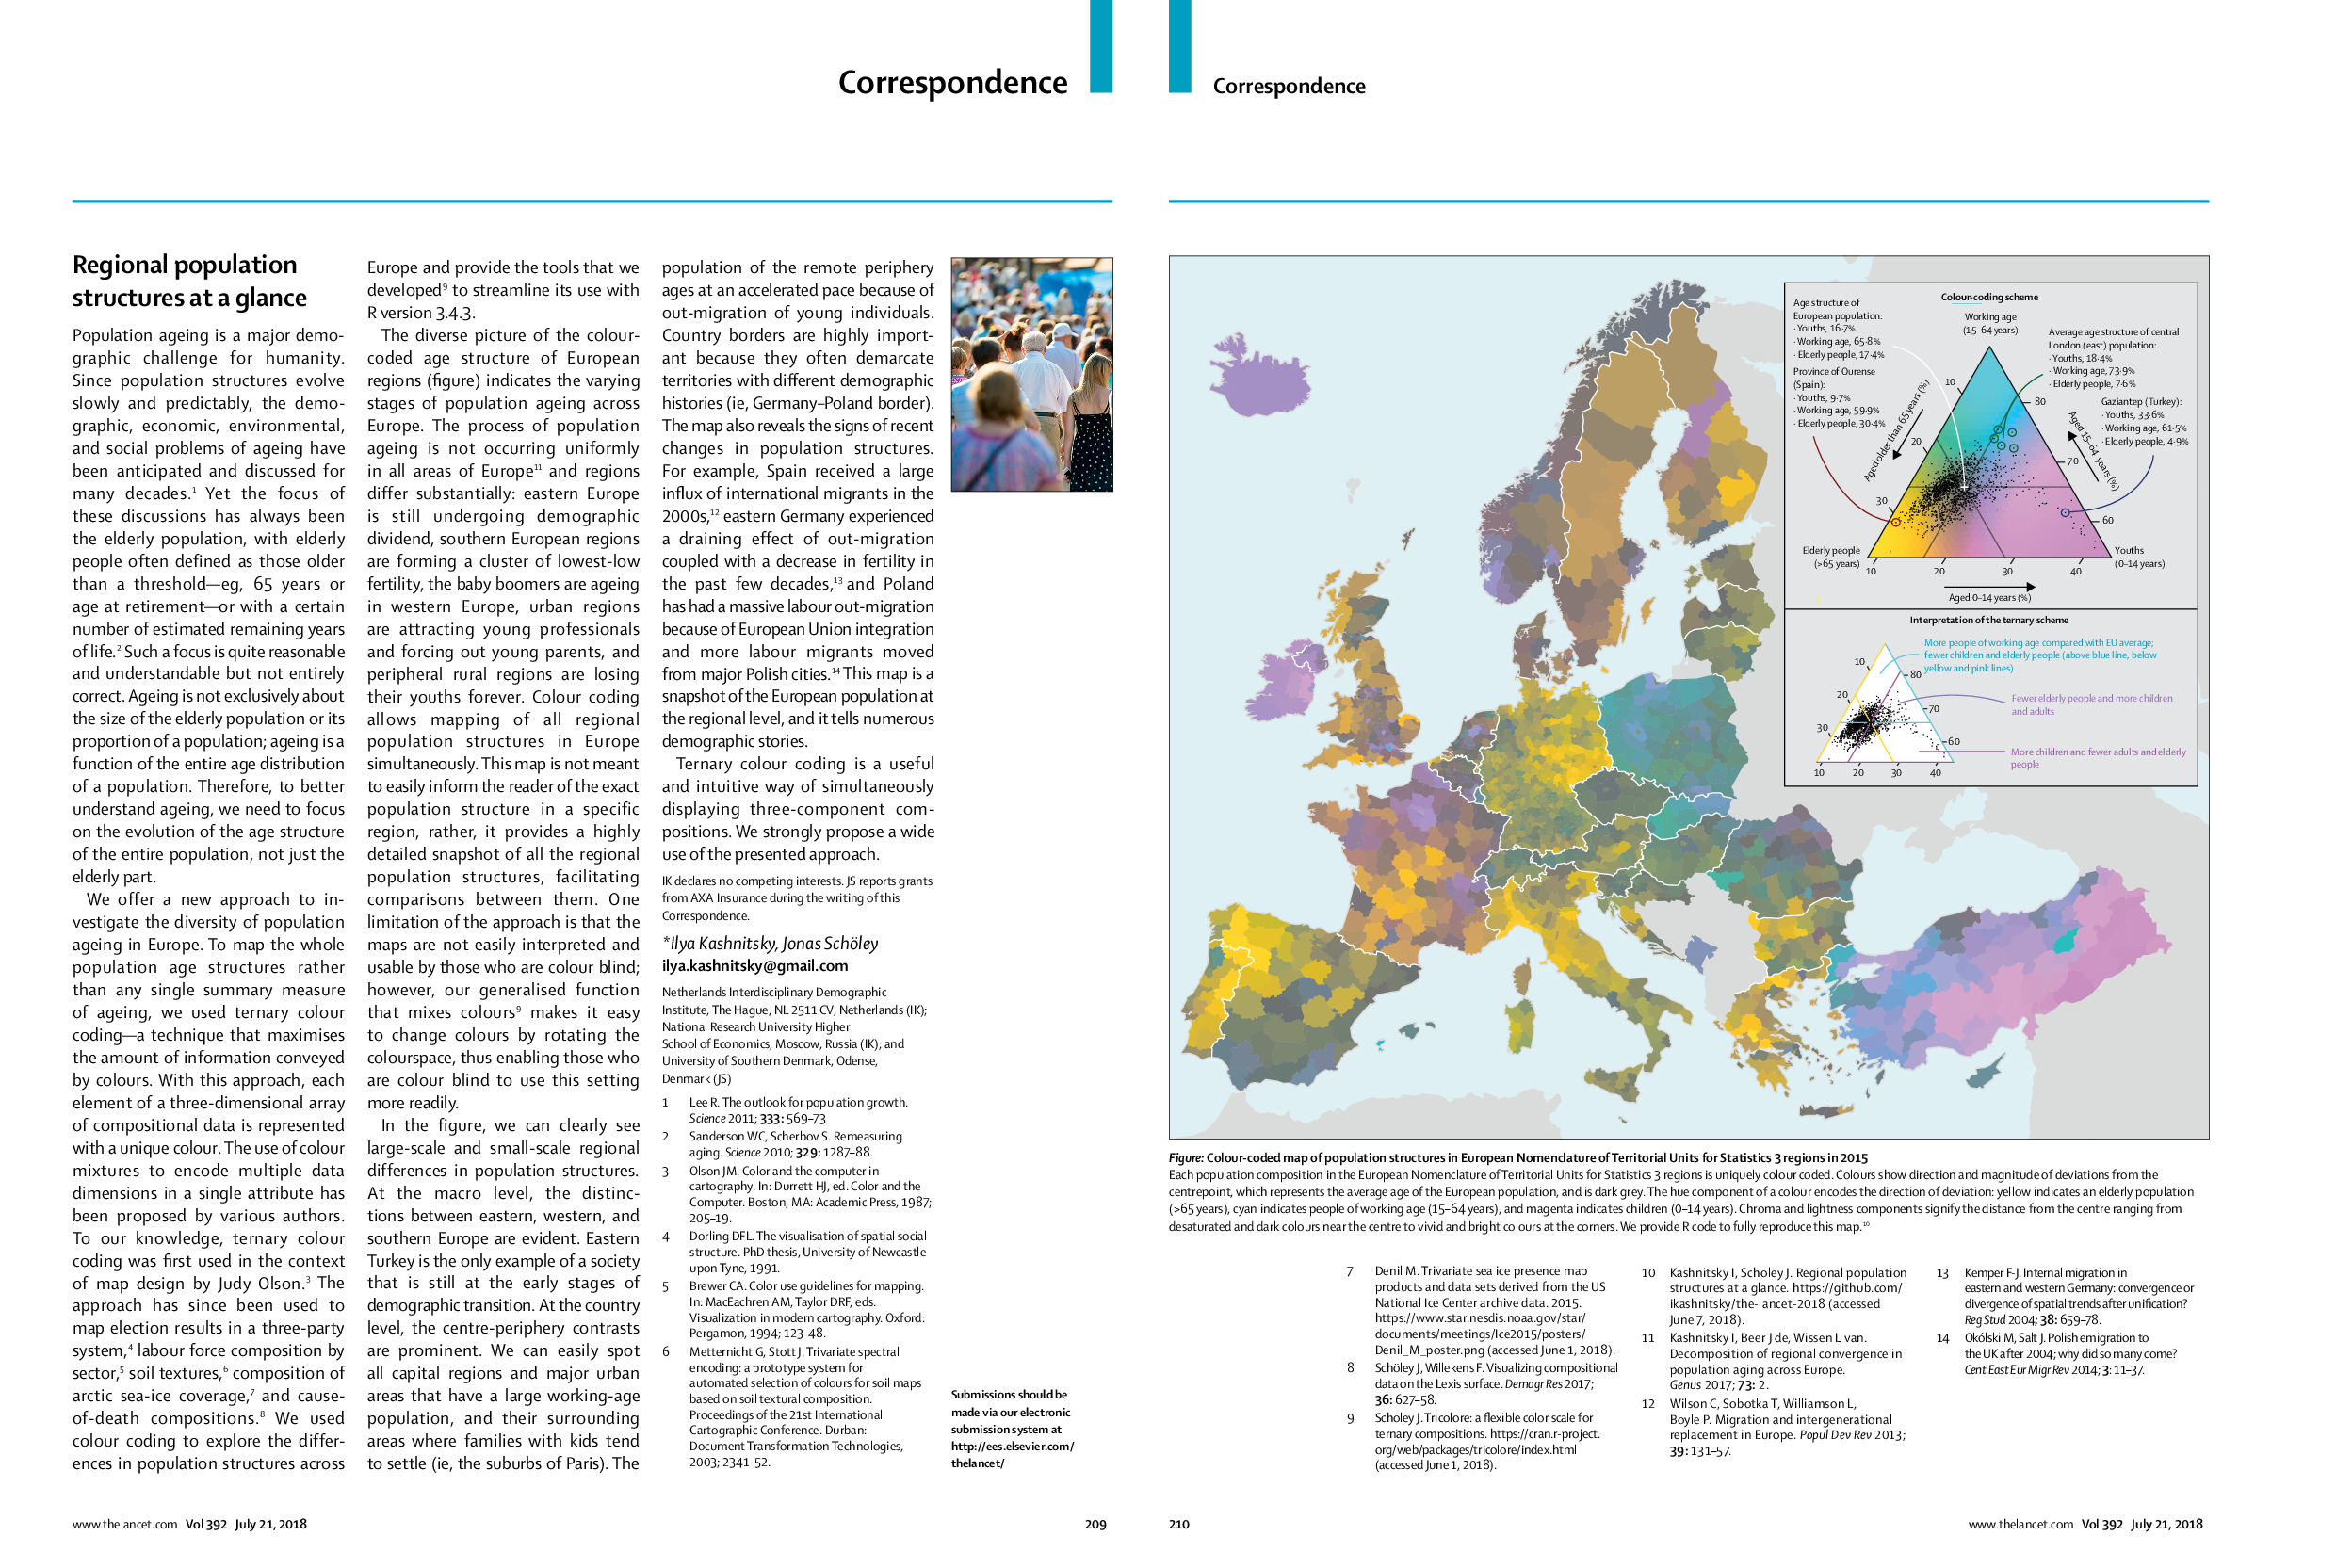 Correspondence
Regional population
structures at a glance
Population ageing is a major demo-
graphic challenge for humanity.
Since population structures evolve
slowly and predictably, the demo-
graphic, economic, environmental,
and social problems of ageing have
been anticipated and discussed for
many decades.1 Yet the focus of
these discussions has always been
the elderly population, with elderly
people often defined as those older
than a threshold—eg, 65 years or
age at retirement—or with a certain
number of estimated remaining years
of life.2 Such a focus is quite reasonable
and understandable but not entirely
correct. Ageing is not exclusively about
the size of the elderly population or its
proportion of a population; ageing is a
function of the entire age distribution
of a population. Therefore, to better
understand ageing, we need to focus
on the evolution of the age structure
of the entire population, not just the
elderly part.
We offer a new approach to in-
vestigate the diversity of population
ageing in Europe. To map the whole
population age structures rather
than any single summary measure
of ageing, we used ternary colour
coding—a technique that maximises
the amount of information conveyed
by colours. With this approach, each
element of a three-dimensional array
of compositional data is represented
with a unique colour. The use of colour
mixtures to encode multiple data
dimensions in a single attribute has
been proposed by various authors.
To our knowledge, ternary colour
coding was first used in the context
of map design by Judy Olson.3 The
approach has since been used to
map election results in a three-party
system,4 labour force composition by
sector,5 soil textures,6 composition of
arctic sea-ice coverage,7 and cause-
of-death compositions.8 We used
colour coding to explore the differ-
ences in population structures across
Europe and provide the tools that we
developed9 to streamline its use with
R version 3.4.3.
The diverse picture of the colour-
coded age structure of European
regions (figure) indicates the varying
stages of population ageing across
Europe. The process of population
ageing is not occurring uniformly
in all areas of Europe11 and regions
differ substantially: eastern Europe
is still undergoing demographic
dividend, southern European regions
are forming a cluster of lowest-low
fertility, the baby boomers are ageing
in western Europe, urban regions
are attracting young professionals
and forcing out young parents, and
peripheral rural regions are losing
their youths forever. Colour coding
allows mapping of all regional
population structures in Europe
simultaneously. This map is not meant
to easily inform the reader of the exact
population structure in a specific
region, rather, it provides a highly
detailed snapshot of all the regional
population structures, facilitating
comparisons between them. One
limitation of the approach is that the
maps are not easily interpreted and
usable by those who are colour blind;
however, our generalised function
that mixes colours9 makes it easy
to change colours by rotating the
colourspace, thus enabling those who
are colour blind to use this setting
more readily.
In the figure, we can clearly see
large-scale and small-scale regional
differences in population structures.
At the macro level, the distinc-
tions between eastern, western, and
southern Europe are evident. Eastern
Turkey is the only example of a society
that is still at the early stages of
demographic transition. At the country
level, the centre-periphery contrasts
are prominent. We can easily spot
all capital regions and major urban
areas that have a large working-age
population, and their surrounding
areas where families with kids tend
to settle (ie, the suburbs of Paris). The
population of the remote periphery
ages at an accelerated pace because of
out-migration of young individuals.
Country borders are highly import-
ant because they often demarcate
territories with different demographic
histories (ie, Germany–Poland border).
The map also reveals the signs of recent
changes in population structures.
For example, Spain received a large
influx of international migrants in the
2000s,12 eastern Germany experienced
a draining effect of out-migration
coupled with a decrease in fertility in
the past few decades,13 and Poland
has had a massive labour out-migration
because of European Union integration
and more labour migrants moved
from major Polish cities.14 This map is a
snapshot of the European population at
the regional level, and it tells numerous
demographic stories.
Ternary colour coding is a useful
and intuitive way of simultaneously
displaying three-component com-
positions. We strongly propose a wide
use of the presented approach.
IK declares no competing interests. JS reports grants
from AXA Insurance during the writing of this
Correspondence.
*Ilya Kashnitsky, Jonas Schöley
ilya.kashnitsky@gmail.com
Netherlands Interdisciplinary Demographic
Institute, The Hague, NL 2511 CV, Netherlands (IK);
National Research University Higher
School of Economics, Moscow, Russia (IK); and
University of Southern Denmark, Odense,
Denmark (JS)
1 Lee R. The outlook for population growth.
Science 2011; 333: 569–73
2 Sanderson WC, Scherbov S. Remeasuring
aging. Science 2010; 329: 1287–88.
3 Olson JM. Color and the computer in
cartography. In: Durrett HJ, ed. Color and the
Computer. Boston, MA: Academic Press, 1987;
205–19.
4 Dorling DFL. The visualisation of spatial social
structure. PhD thesis, University of Newcastle
upon Tyne, 1991.
5 Brewer CA. Color use guidelines for mapping.
In: MacEachren AM, Taylor DRF, eds.
Visualization in modern cartography. Oxford:
Pergamon, 1994; 123–48.
6 Metternicht G, Stott J. Trivariate spectral
encoding: a prototype system for
automated selection of colours for soil maps
based on soil textural composition.
Proceedings of the 21st International
Cartographic Conference. Durban:
Document Transformation Technologies,
2003; 2341–52.
Submissions should be
made via our electronic
submission system at
http://ees.elsevier.com/
thelancet/
www.thelancet.com Vol 392 July 21, 2018
209
Correspondence
Colour-coding scheme
Age structure of
European population:
· Youths, 16·7%
· Working age, 65·8%
· Elderly people, 17·4%
Province of Ourense
(Spain):
· Youths, 9·7%
· Working age, 59·9%
· Elderly people, 30·4%
Working age
(15–64 years)
Average age structure of central
London (east) population:
· Youths, 18·4%
· Working age, 73·9%
· Elderly people, 7·6%
Gaziantep (Turkey):
· Youths, 33·6%
· Working age, 61·5%
· Elderly people, 4·9%
Aged older than 65 years (%)
Aged 15–64 years (%)
10
20
30
80
70
60
Elderly people
(>65 years)
Youths
(0–14 years)
10 20 30 40
Aged 0–14 years (%)
Interpretation of the ternary scheme
More people of working age compared with EU average;
fewer children and elderly people (above blue line, below
yellow and pink lines)
Fewer elderly people and more children
and adults
More children and fewer adults and elderly
people
10
20
30
80
70
60
10 20 30 40
Figure: Colour-coded map of population structures in European Nomenclature of Territorial Units for Statistics 3 regions in 2015
Each population composition in the European Nomenclature of Territorial Units for Statistics 3 regions is uniquely colour coded. Colours show direction and magnitude of deviations from the
centrepoint, which represents the average age of the European population, and is dark grey. The hue component of a colour encodes the direction of deviation: yellow indicates an elderly population
(>65 years), cyan indicates people of working age (15–64 years), and magenta indicates children (0–14 years). Chroma and lightness components signify the distance from the centre ranging from
desaturated and dark colours near the centre to vivid and bright colours at the corners. We provide R code to fully reproduce this map.10
7 Denil M. Trivariate sea ice presence map
products and data sets derived from the US
National Ice Center archive data. 2015.
https://www.star.nesdis.noaa.gov/star/
documents/meetings/Ice2015/posters/
Denil_M_poster.png (accessed June 1, 2018).
8 Schöley J, Willekens F. Visualizing compositional
data on the Lexis surface. Demogr Res 2017;
36: 627–58.
9 Schöley J. Tricolore: a flexible color scale for
ternary compositions. https://cran.r-project.
org/web/packages/tricolore/index.html
(accessed June 1, 2018).
10 Kashnitsky I, Schöley J. Regional population
structures at a glance. https://github.com/
ikashnitsky/the-lancet-2018 (accessed
June 7, 2018).
11 Kashnitsky I, Beer J de, Wissen L van.
Decomposition of regional convergence in
population aging across Europe.
Genus 2017; 73: 2.
12 Wilson C, Sobotka T, Williamson L,
Boyle P. Migration and intergenerational
replacement in Europe. Popul Dev Rev 2013;
39: 131–57.
13 Kemper F-J. Internal migration in
eastern and western Germany: convergence or
divergence of spatial trends after unification?
Reg Stud 2004; 38: 659–78.
14 Okólski M, Salt J. Polish emigration to
the UK after 2004; why did so many come?
Cent East Eur Migr Rev 2014; 3: 11–37.
210
www.thelancet.com Vol 392 July 21, 2018